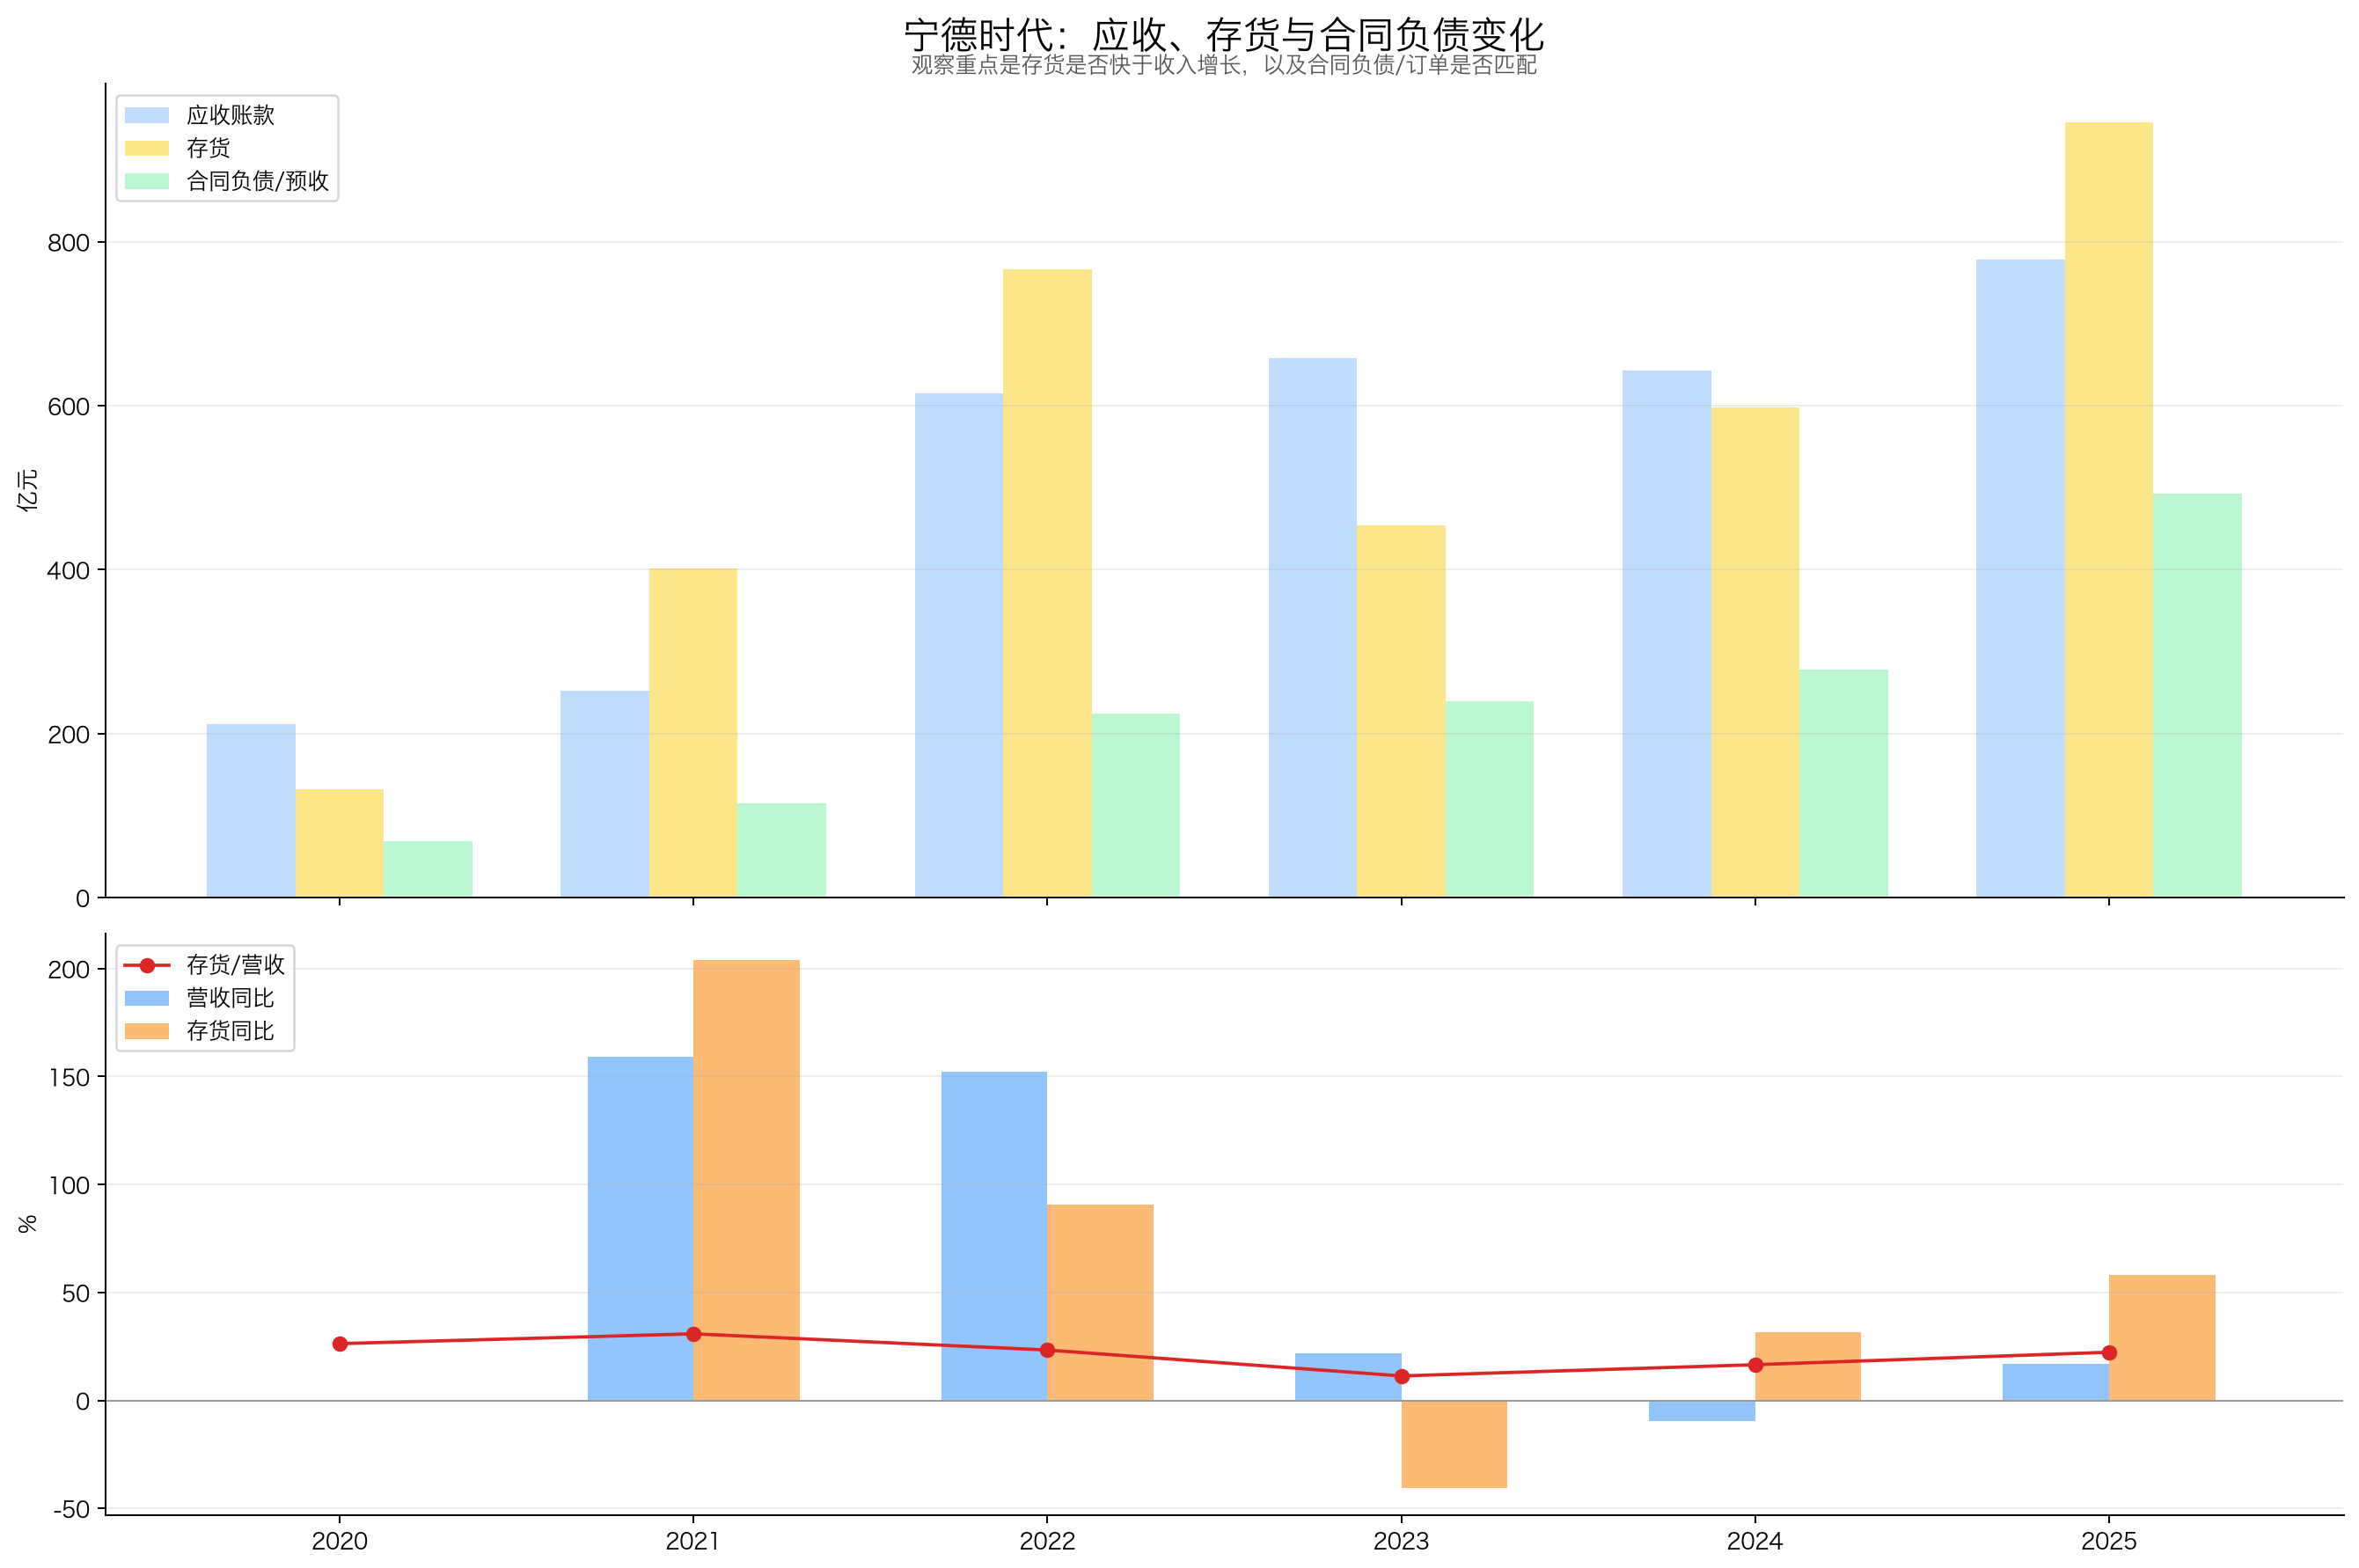 宁德时代：应收、存货与合同负债变化
观察重点是存货是否快于收入增长，以及合同负债/订单是否匹配
应收账款
存货
合同负债/预收
800
600
400
200
0
亿元
存货/营收
营收同比
存货同比
200
150
100
50
0
-50
%
2020 2021 2022 2023 2024 2025